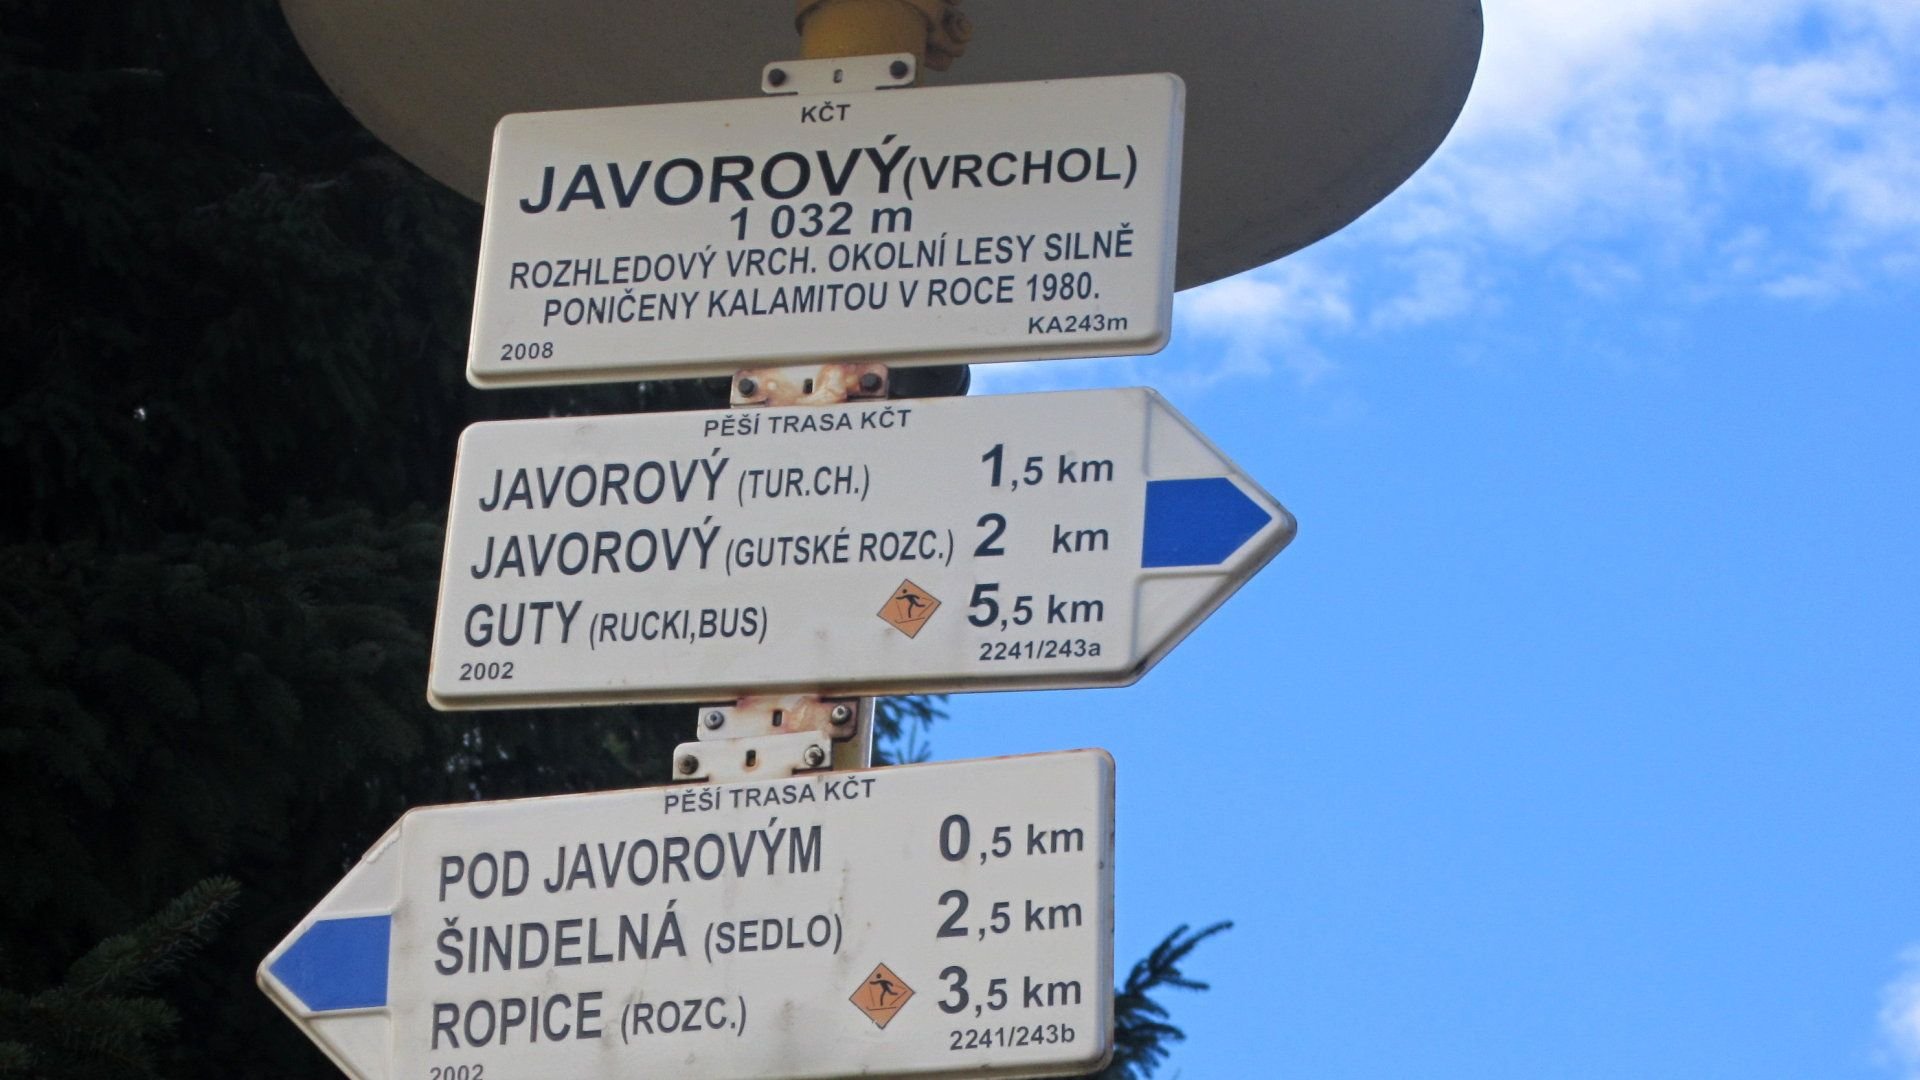 KČT
JAVOROVÝ (VRCHOL)
1 032 m
ROZHLEDOVÝ VRCH. OKOLNÍ LESY SILNĚ
PONIČENY KALAMITOU V ROCE 1980.
KA243m
2008
PĚŠÍ TRASA KČT
JAVOROVÝ (TUR.CH.) 1,5 km
JAVOROVÝ (GUTSKÉ ROZC.) 2 km
GUTY (RUCKI,BUS) 5,5 km
2002 2241/243a
PĚŠÍ TRASA KČT
POD JAVOROVÝM 0,5 km
ŠINDELNÁ (SEDLO) 2,5 km
ROPICE (ROZC.) 3,5 km
2002 2241/243b